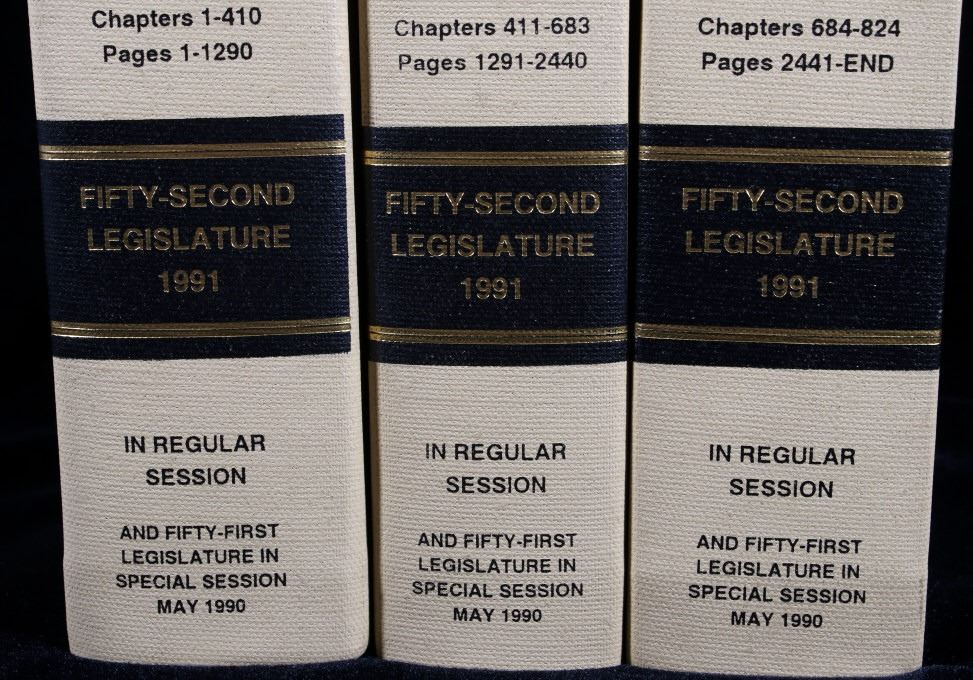 Chapters 1-410
Pages 1-1290
FIFTY-SECOND
LEGISLATURE
1991
IN REGULAR
SESSION
AND FIFTY-FIRST
LEGISLATURE IN
SPECIAL SESSION
MAY 1990
Chapters 411-683
Pages 1291-2440
FIFTY-SECOND
LEGISLATURE
1991
IN REGULAR
SESSION
AND FIFTY-FIRST
LEGISLATURE IN
SPECIAL SESSION
MAY 1990
Chapters 684-824
Pages 2441-END
FIFTY-SECOND
LEGISLATURE
1991
IN REGULAR
SESSION
AND FIFTY-FIRST
LEGISLATURE IN
SPECIAL SESSION
MAY 1990